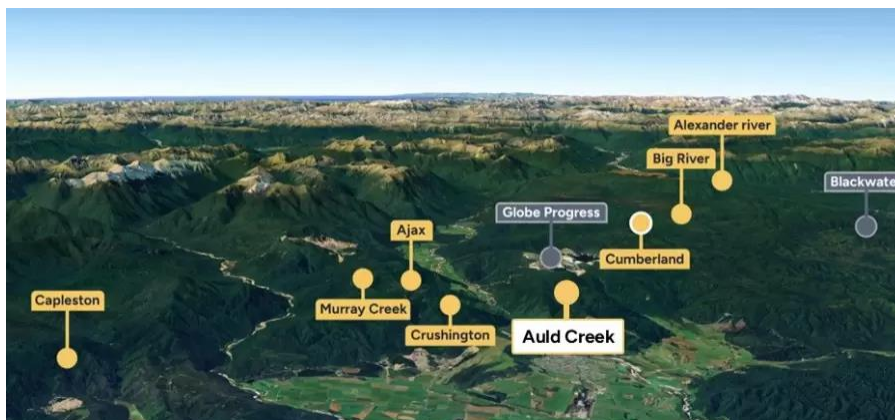 Alexander river
Big River
Blackwate
Globe Progress
Ajax
Cumberland
Capleston
Murray Creek
Crushington
Auld Creek